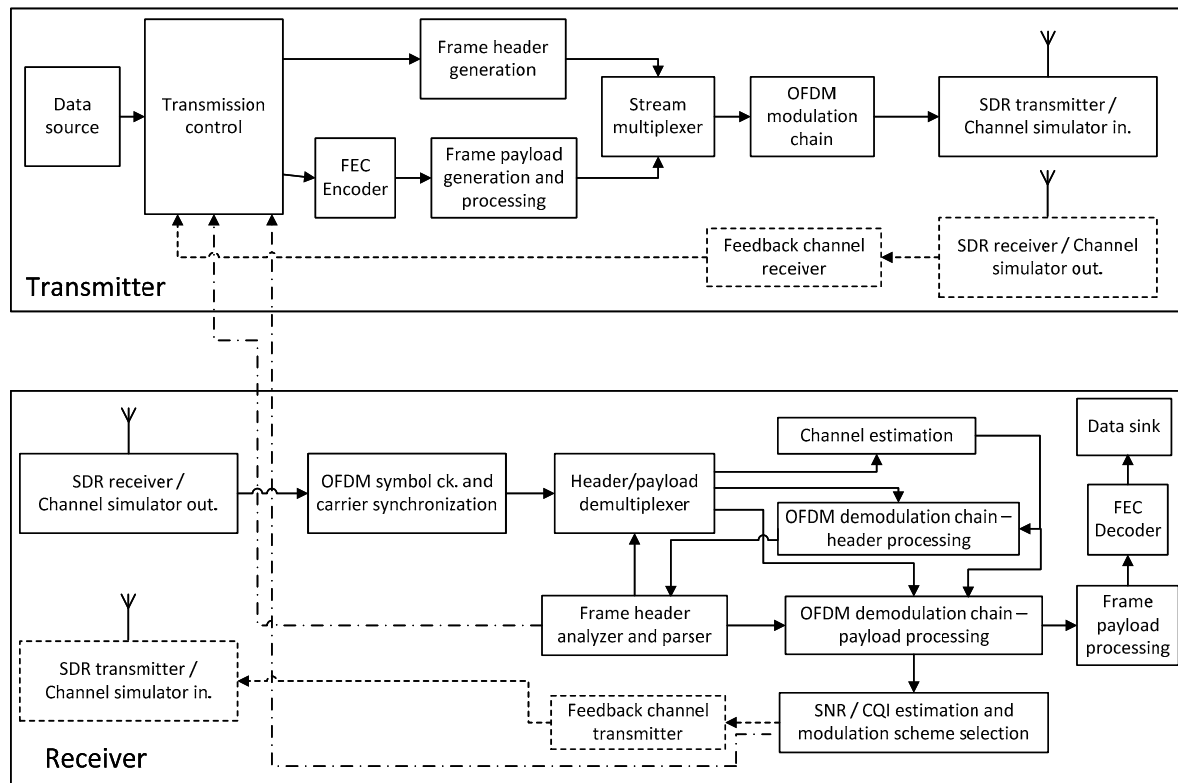 Data
source
Transmission
control
Frame header
generation
FEC
Encoder
Frame payload
generation and
processing
Stream
multiplexer
OFDM
modulation
chain
SDR transmitter /
Channel simulator in.
Feedback channel
receiver
SDR receiver / Channel
simulator out.
Transmitter
SDR receiver /
Channel simulator out.
OFDM symbol ck. and
carrier synchronization
Header/payload
demultiplexer
Channel estimation
OFDM demodulation chain –
header processing
Data sink
FEC
Decoder
Frame header
analyzer and parser
OFDM demodulation chain –
payload processing
Frame
payload
processing
SDR transmitter /
Channel simulator in.
Feedback channel
transmitter
SNR / CQI estimation and
modulation scheme selection
Receiver